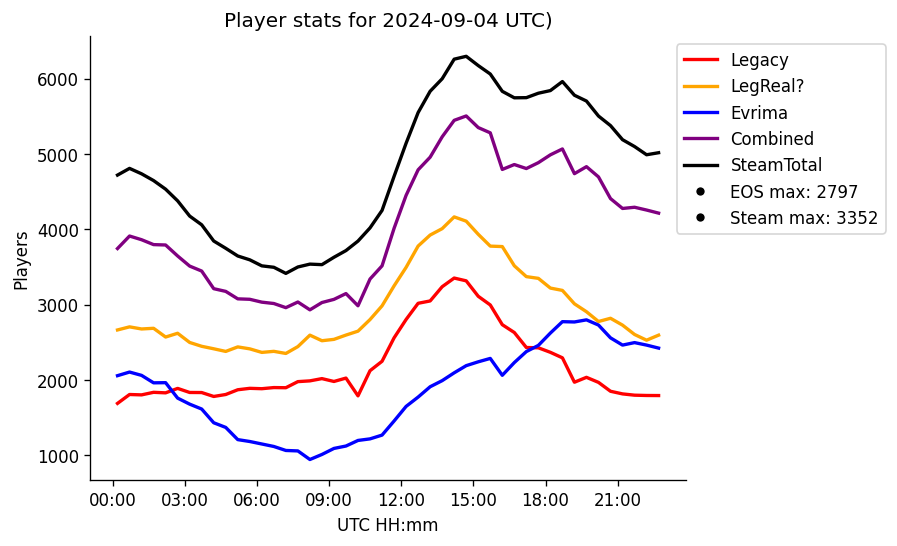 Player stats for 2024-09-04 UTC)
Legacy
LegReal?
Evrima
Combined
SteamTotal
EOS max: 2797
Steam max: 3352
Players
6000
5000
4000
3000
2000
1000
00:00 03:00 06:00 09:00 12:00 15:00 18:00 21:00
UTC HH:mm